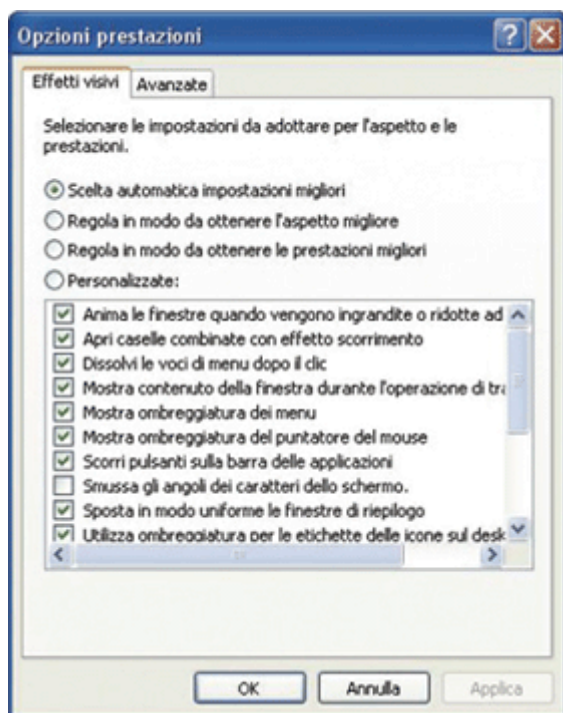 Opzioni prestazioni
Effetti visivi
Avanzate
Selezionare le impostazioni da adottare per l'aspetto e le
prestazioni.
Scelta automatica impostazioni migliori
Regola in modo da ottenere l'aspetto migliore
Regola in modo da ottenere le prestazioni migliori
Personalizzate:
Anima le finestre quando vengono ingrandite o ridotte ad
Apri caselle combinate con effetto scorrimento
Dissolvi le voci di menu dopo il clic
Mostra contenuto della finestra durante l'operazione di tra
Mostra ombreggiatura dei menu
Mostra ombreggiatura del puntatore del mouse
Scorri pulsanti sulla barra delle applicazioni
Smussa gli angoli dei caratteri dello schermo.
Sposta in modo uniforme le finestre di riepilogo
Utilizza ombreggiatura per le etichette delle icone sul desk
OK
Annulla
Applica